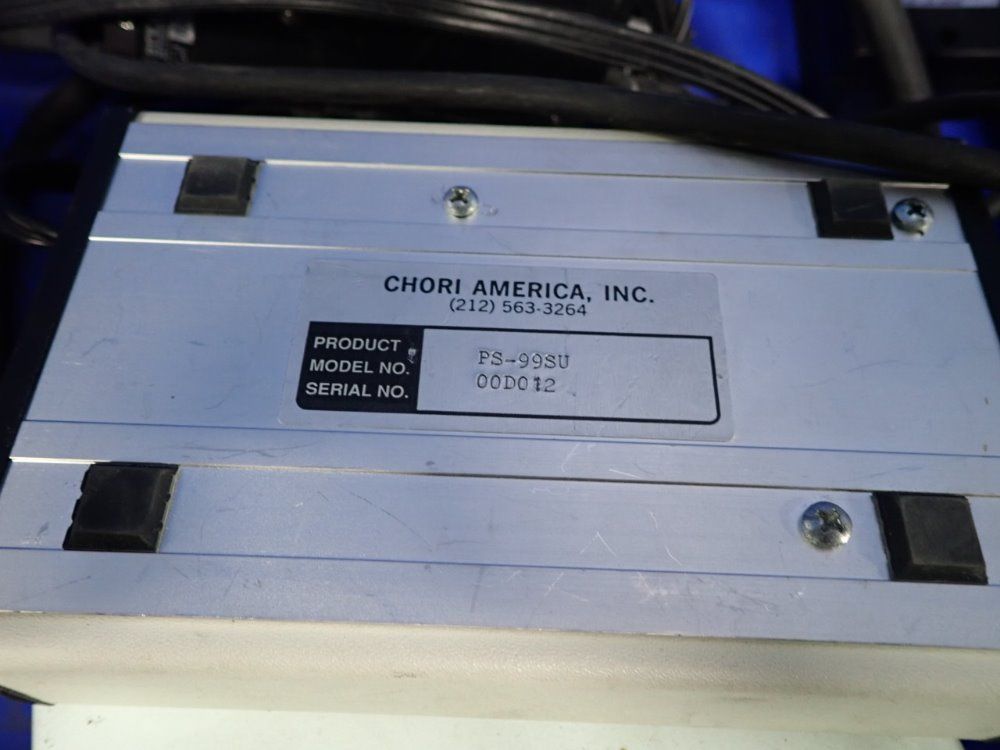 CHORI AMERICA, INC.
(212) 563-3264
PRODUCT
MODEL NO. PS-99SU
SERIAL NO. 00D012